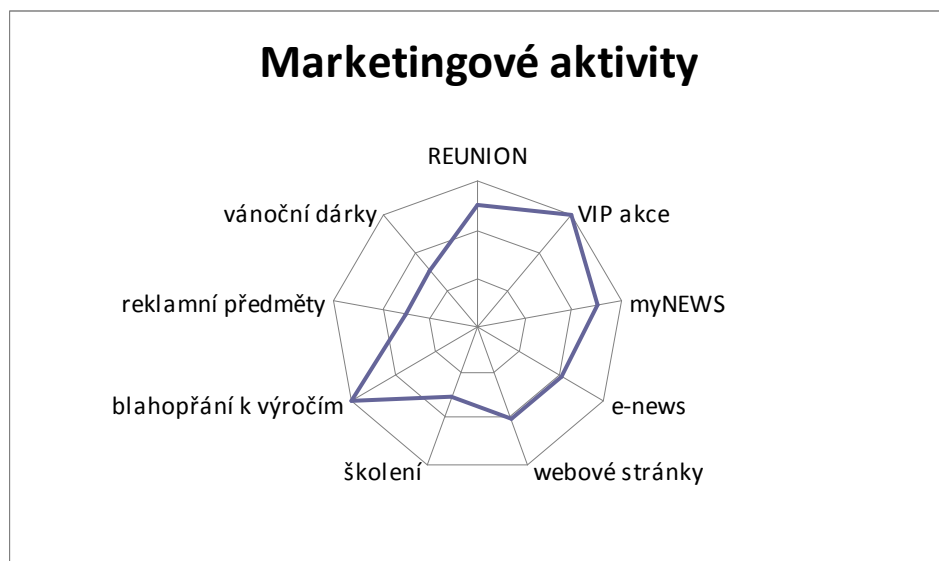 Marketingové aktivity
REUNION
VIP akce
myNEWS
e-news
webové stránky
školení
blahopřání k výročím
reklamní předměty
vánoční dárky